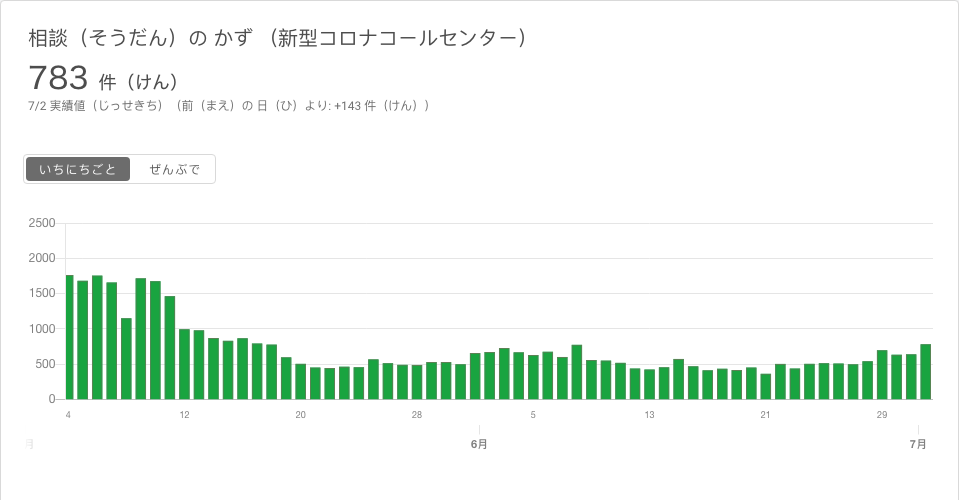 相談（そうだん）の かず （新型コロナコールセンター）
783 件（けん）
7/2 実績値（じっせきち）（前（まえ）の 日（ひ）より: +143 件（けん））
いちにちごと ぜんぶで
2500
2000
1500
1000
500
0
4 12 20 28 5 13 21 29
月 6月 7月